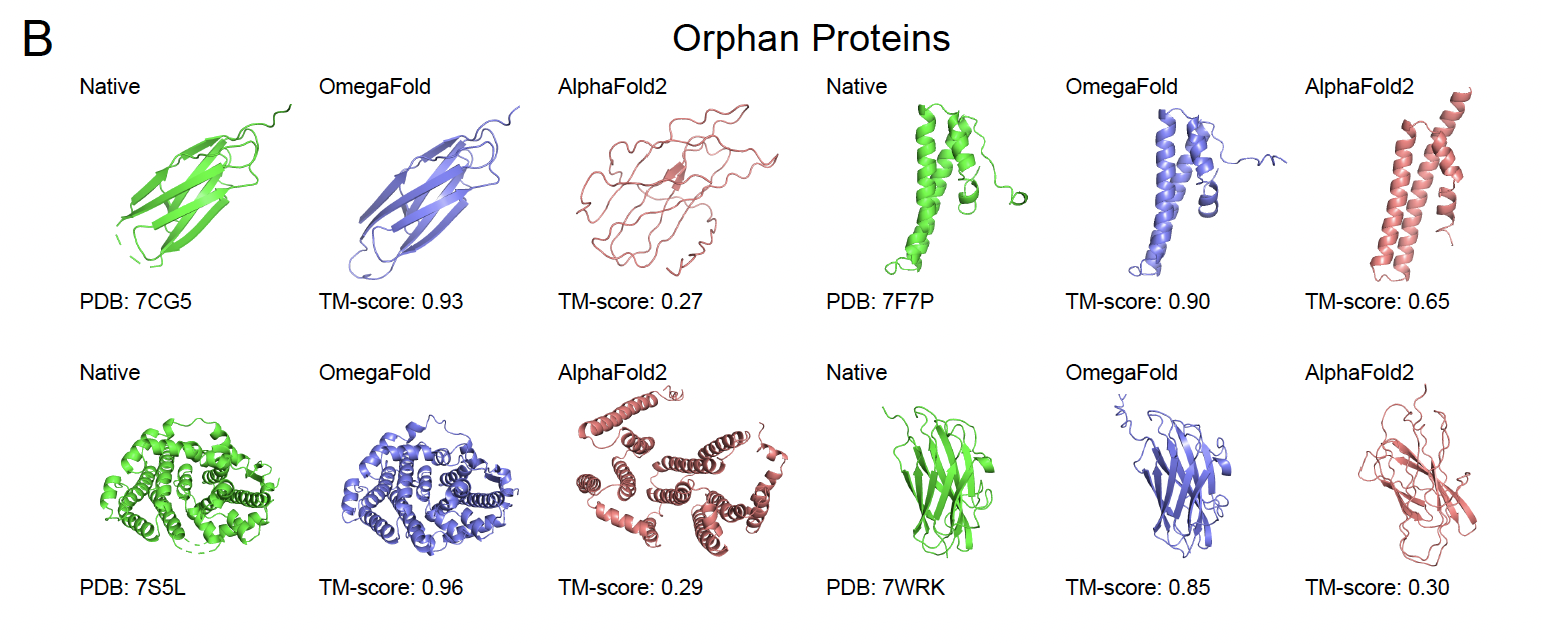 B
Orphan Proteins
Native OmegaFold AlphaFold2 Native OmegaFold AlphaFold2
PDB: 7CG5 TM-score: 0.93 TM-score: 0.27 PDB: 7F7P TM-score: 0.90 TM-score: 0.65
Native OmegaFold AlphaFold2 Native OmegaFold AlphaFold2
PDB: 7S5L TM-score: 0.96 TM-score: 0.29 PDB: 7WRK TM-score: 0.85 TM-score: 0.30